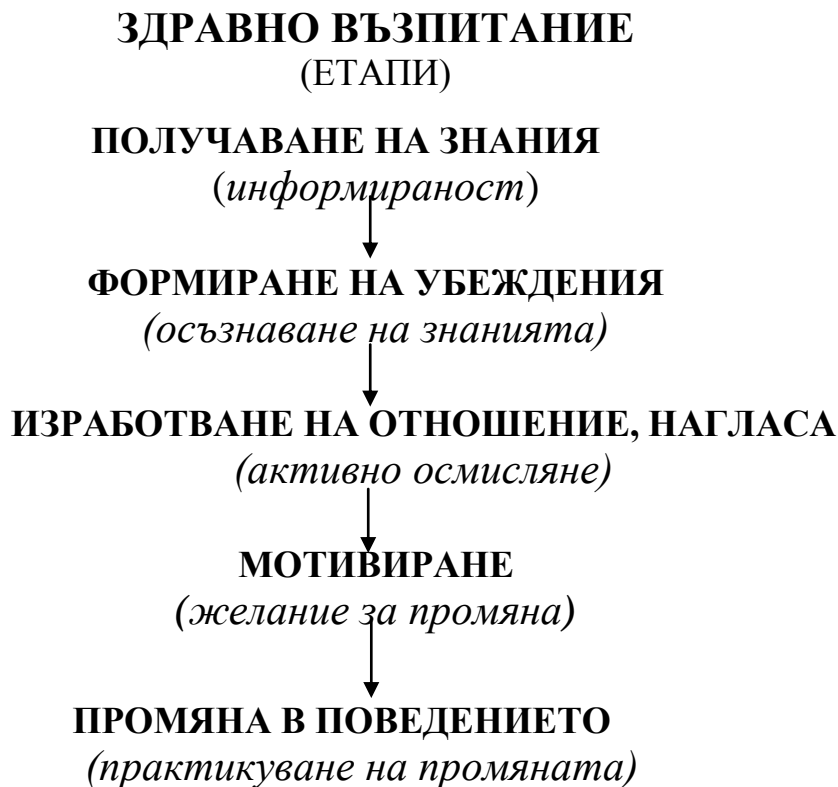 ЗДРАВНО ВЪЗПИТАНИЕ
(ЕТАПИ)
ПОЛУЧАВАНЕ НА ЗНАНИЯ
(информираност)
ФОРМИРАНЕ НА УБЕЖДЕНИЯ
(осъзнаване на знанията)
ИЗРАБОТВАНЕ НА ОТНОШЕНИЕ, НАГЛАСА
(активно осмисляне)
МОТИВИРАНЕ
(желание за промяна)
ПРОМЯНА В ПОВЕДЕНИЕТО
(практикуване на промяната)